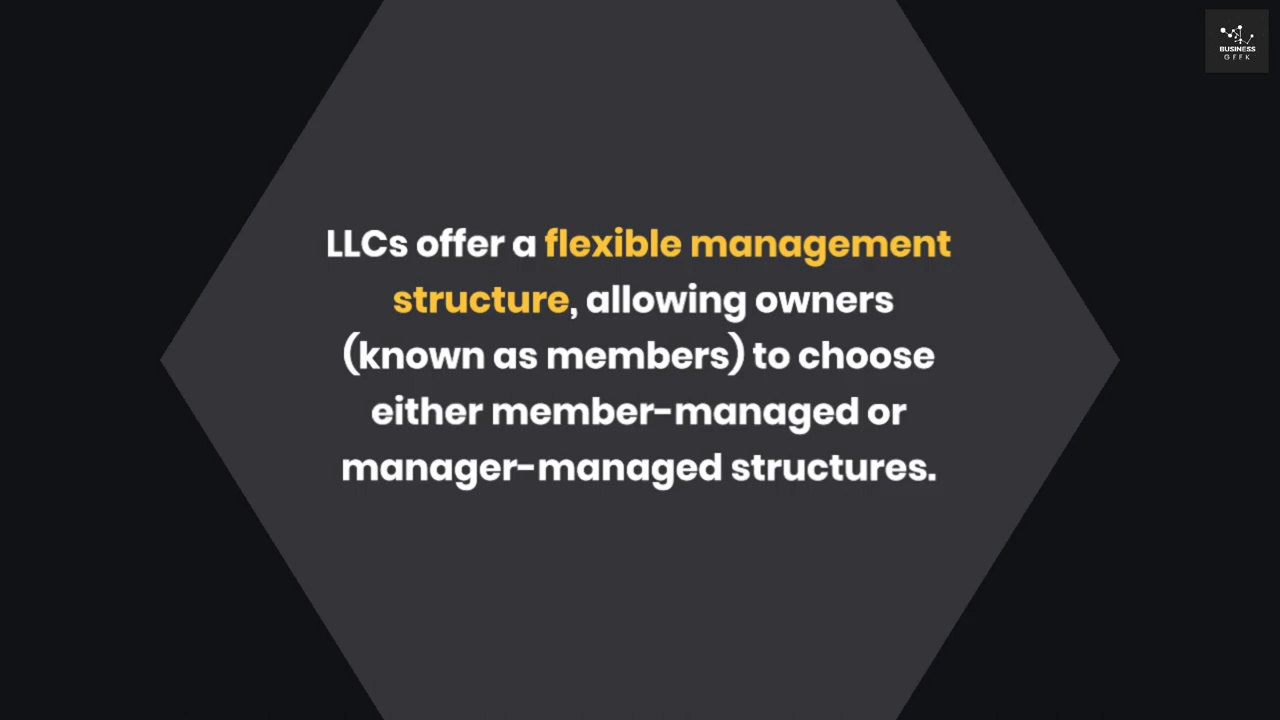 BUSINESS
GEEK
LLCs offer a flexible management
structure, allowing owners
(known as members) to choose
either member-managed or
manager-managed structures.